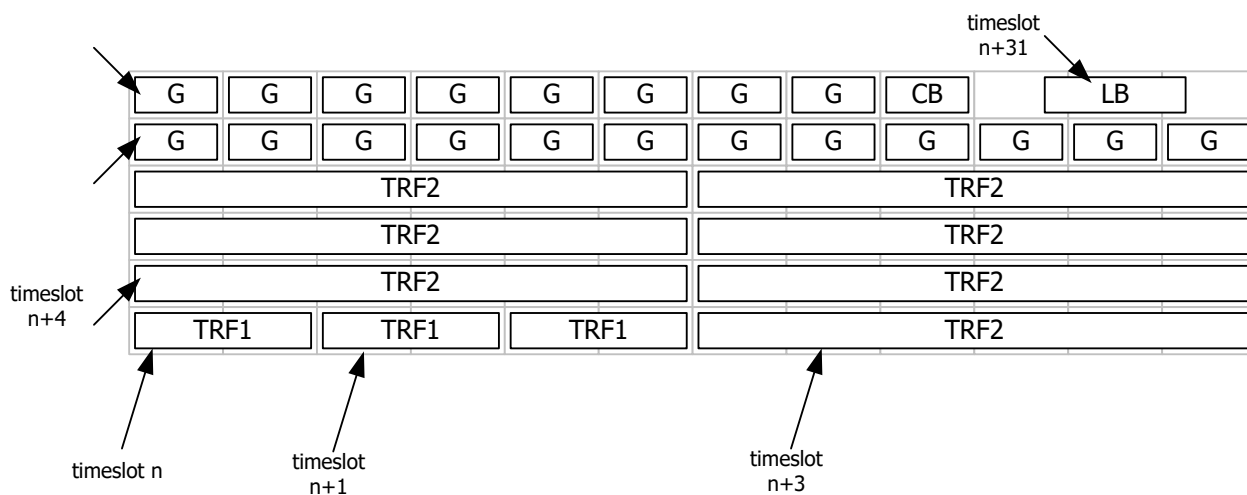 timeslot
n+31
G G G G G G G G CB LB
G G G G G G G G G G G G
TRF2 TRF2
TRF2 TRF2
timeslot
n+4
TRF2 TRF2
TRF1 TRF1 TRF1 TRF2
timeslot n
timeslot
n+1
timeslot
n+3